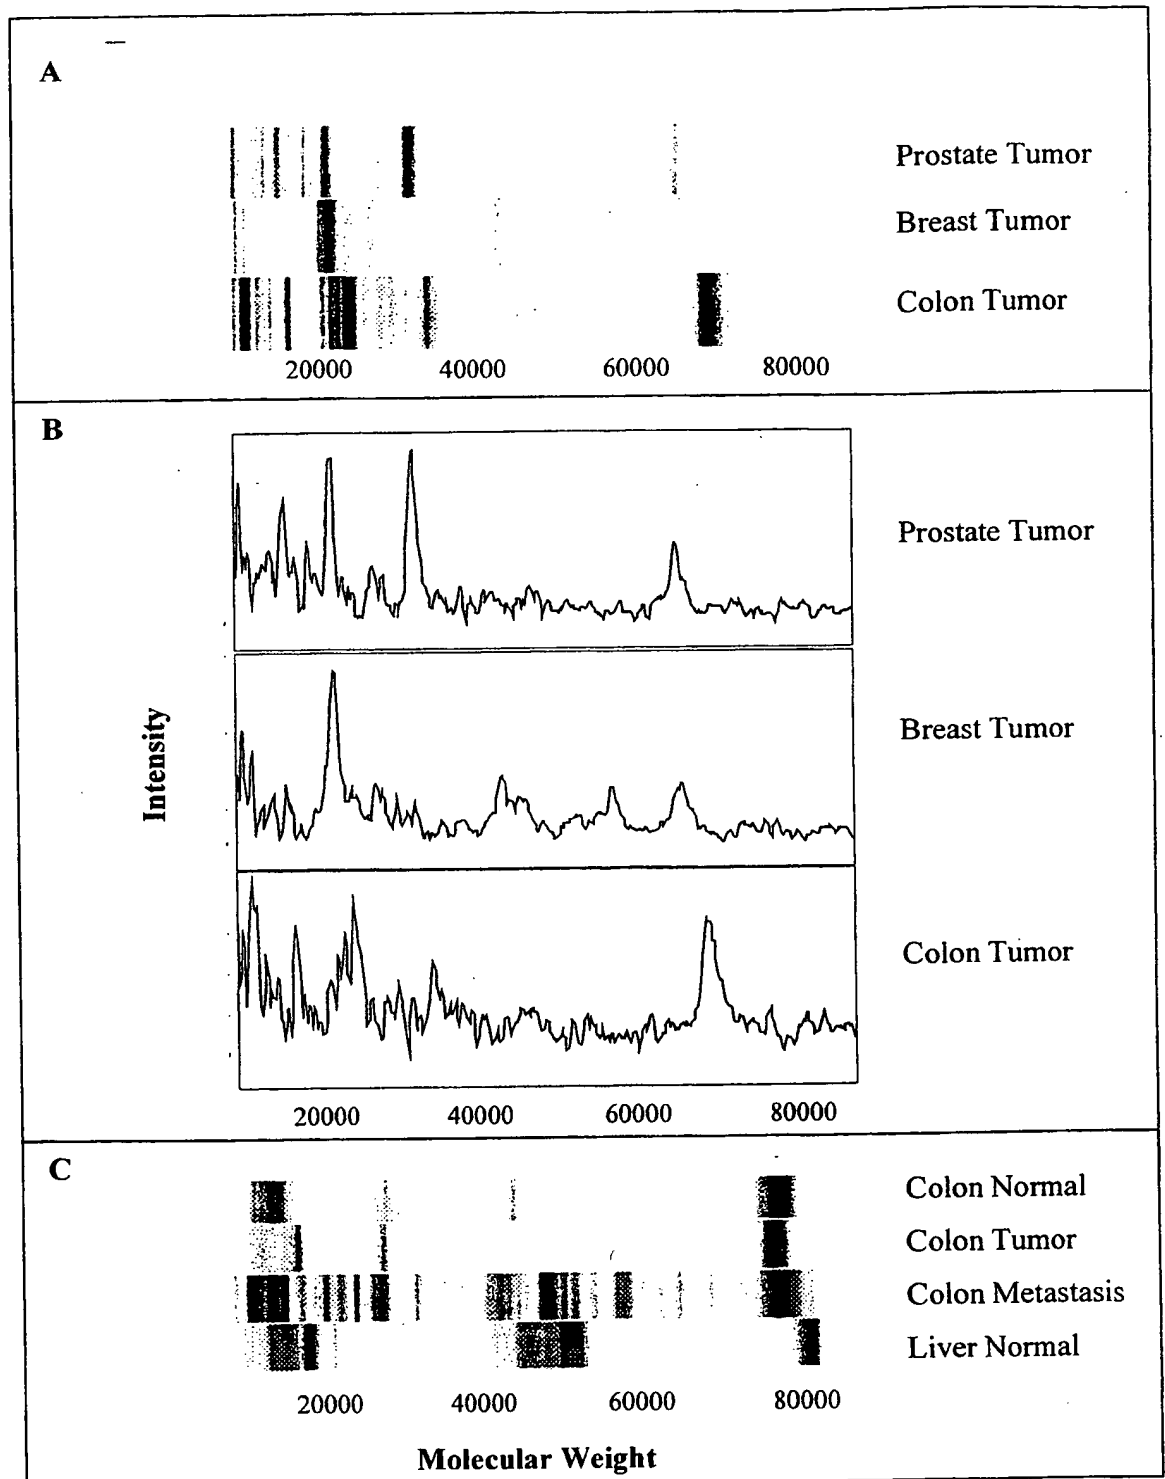 A
Prostate Tumor
Breast Tumor
Colon Tumor
20000 40000 60000 80000
B
Prostate Tumor
Breast Tumor
Intensity
Colon Tumor
20000 40000 60000 80000
C
Colon Normal
Colon Tumor
Colon Metastasis
Liver Normal
20000 40000 60000 80000
Molecular Weight